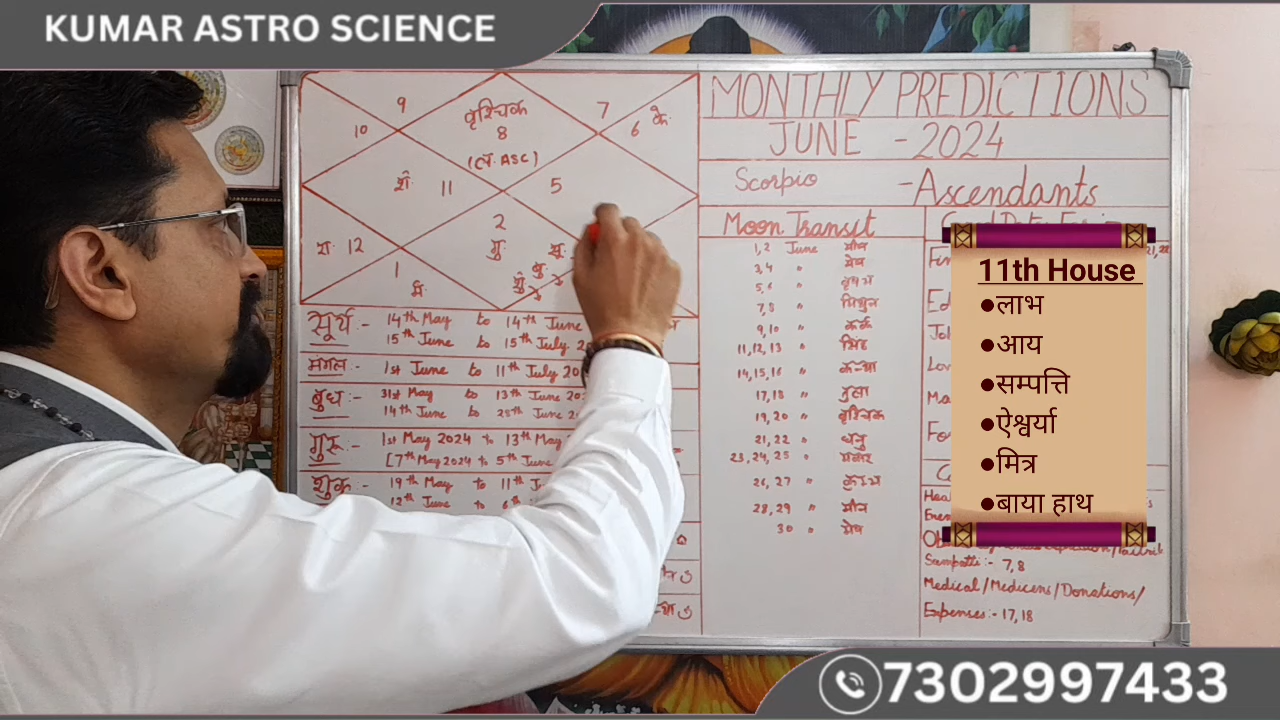 KUMAR ASTRO SCIENCE
9
10
वृश्चिक
8
(लं. ASC)
7
6 के.
श. 11
5
2
गु.
सू.
बु.
शु.
12
1
मं.
MONTHLY PREDICTIONS
JUNE - 2024
Scorpio - Ascendants
सूर्य :- 14th May to 14th June
15th June to 15th July
मंगल :- 1st June to 11th July
बुध :- 31st May to 13th June
14th June to 28th June
गुरु :- 1st May 2024 to 13th May
[7th May 2024 to 5th June
शुक्र :- 19th May to 11th
12th June to 6th
Moon Transit
1,2 June मीन
3,4 " मेष
5,6 " वृषभ
7,8 " मिथुन
9,10 " कर्क
11,12,13 " सिंह
14,15,16 " कन्या
17,18 " तुला
19,20 " वृश्चिक
21,22 " धनु
23,24,25 " मकर
26,27 " कुम्भ
28,29 " मीन
30 " मेष
11th House
●लाभ
●आय
●सम्पत्ति
●ऐश्वर्या
●मित्र
●बाया हाथ
Sampatti:- 7,8
Medical/Medicens/Donations/
Expenses:- 17,18
7302997433